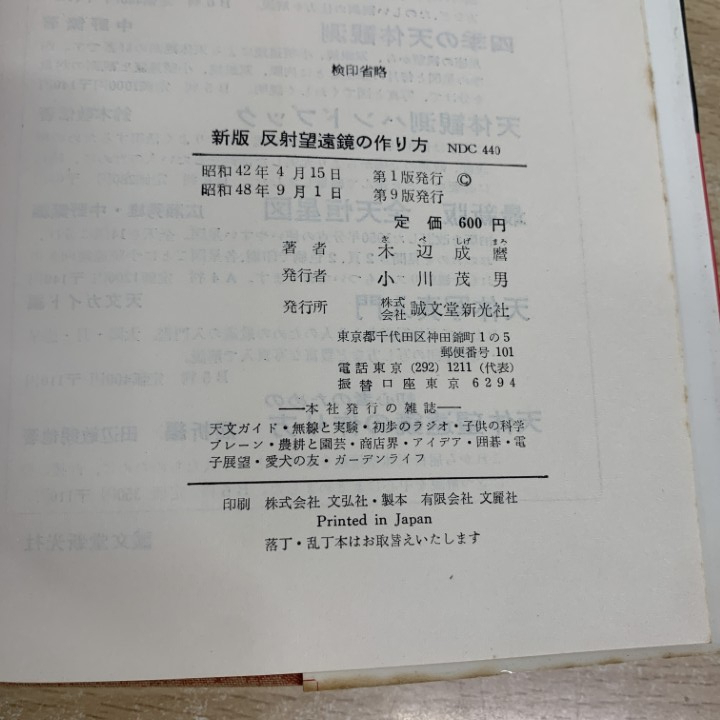 検印省略
新版 反射望遠鏡の作り方 NDC 440
昭和42年4月15日 第1版発行 ©
昭和48年9月1日 第9版発行
定価 600円
著者 木辺成麿
きべ しげ まろ
発行者 小川茂男
発行所 株式会社 誠文堂新光社
東京都千代田区神田錦町1の5
郵便番号 101
電話東京 (292) 1211 (代表)
振替口座東京 6294
―本社発行の雑誌―
天文ガイド・無線と実験・初歩のラジオ・子供の科学
ブレーン・農耕と園芸・商店界・アイデア・囲碁・電
子展望・愛犬の友・ガーデンライフ
印刷 株式会社 文弘社・製本 有限会社 文麗社
Printed in Japan
落丁・乱丁本はお取替えいたします